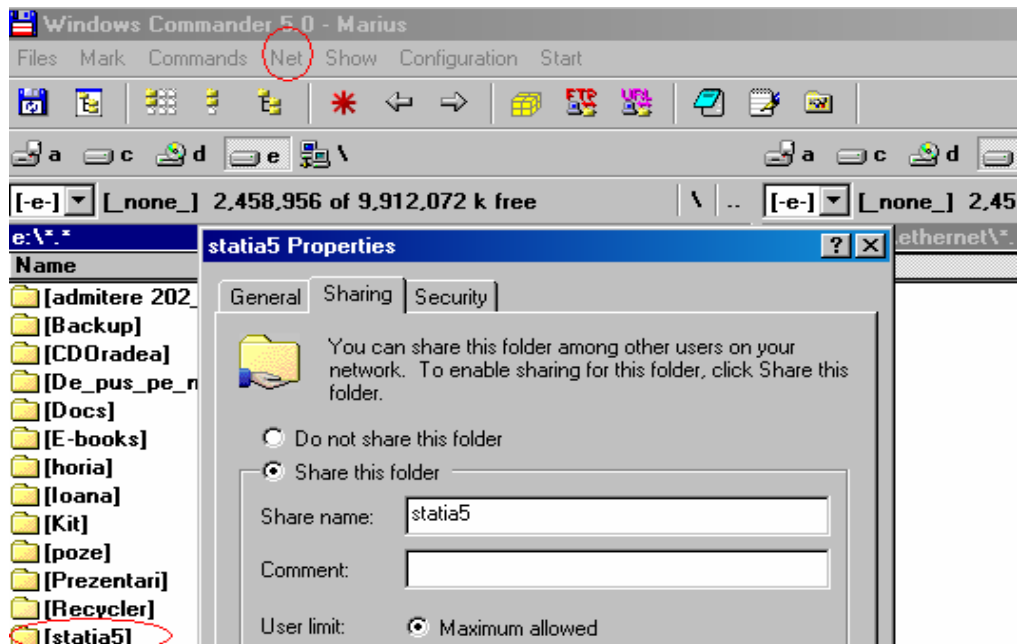 Windows Commander 5.0 - Marius
Files Mark Commands Net Show Configuration Start
FTP URL
a c d e \ a c d
[-e-] [_none_] 2,458,956 of 9,912,072 k free \ .. [-e-] [_none_] 2,45
e:\*.* .ethernet\*.
Name
statia5 Properties
General Sharing Security
You can share this folder among other users on your
network. To enable sharing for this folder, click Share this
folder.
Do not share this folder
Share this folder
Share name: statia5
Comment:
User limit: Maximum allowed
[admitere 202_
[Backup]
[CDOradea]
[De_pus_pe_n
[Docs]
[E-books]
[horia]
[Ioana]
[Kit]
[poze]
[Prezentari]
[Recycler]
[statia5]